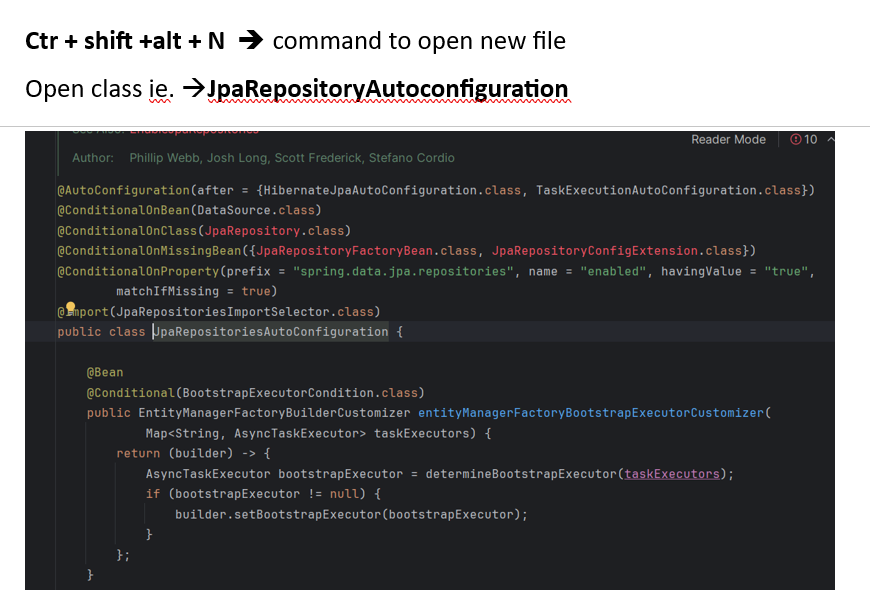 Ctr + shift +alt + N ➔ command to open new file
Open class ie. →JpaRepositoryAutoconfiguration
See Also: EnableJpaRepositories
Reader Mode 10
Author: Phillip Webb, Josh Long, Scott Frederick, Stefano Cordio
@AutoConfiguration(after = {HibernateJpaAutoConfiguration.class, TaskExecutionAutoConfiguration.class})
@ConditionalOnBean(DataSource.class)
@ConditionalOnClass(JpaRepository.class)
@ConditionalOnMissingBean({JpaRepositoryFactoryBean.class, JpaRepositoryConfigExtension.class})
@ConditionalOnProperty(prefix = "spring.data.jpa.repositories", name = "enabled", havingValue = "true",
matchIfMissing = true)
@Import(JpaRepositoriesImportSelector.class)
public class JpaRepositoriesAutoConfiguration {
@Bean
@Conditional(BootstrapExecutorCondition.class)
public EntityManagerFactoryBuilderCustomizer entityManagerFactoryBootstrapExecutorCustomizer(
Map<String, AsyncTaskExecutor> taskExecutors) {
return (builder) -> {
AsyncTaskExecutor bootstrapExecutor = determineBootstrapExecutor(taskExecutors);
if (bootstrapExecutor != null) {
builder.setBootstrapExecutor(bootstrapExecutor);
}
};
}